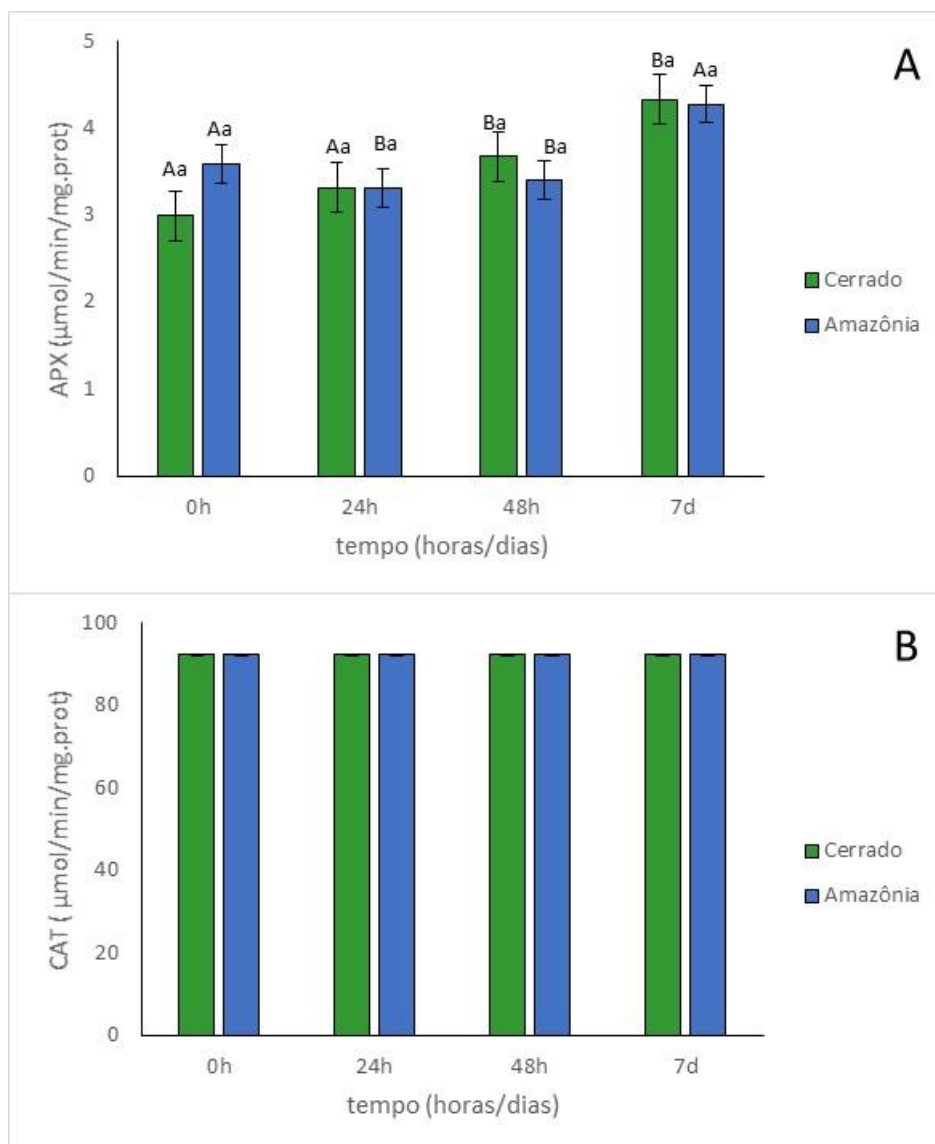 A
APX (µmol/min/mg.prot)
5
4
3
2
1
0
Aa
Aa
Aa
Ba
Ba
Ba
Ba
Aa
0h
24h
48h
7d
tempo (horas/dias)
Cerrado
Amazônia
B
CAT ( µmol/min/mg.prot)
100
80
60
40
20
0
0h
24h
48h
7d
tempo (horas/dias)
Cerrado
Amazônia